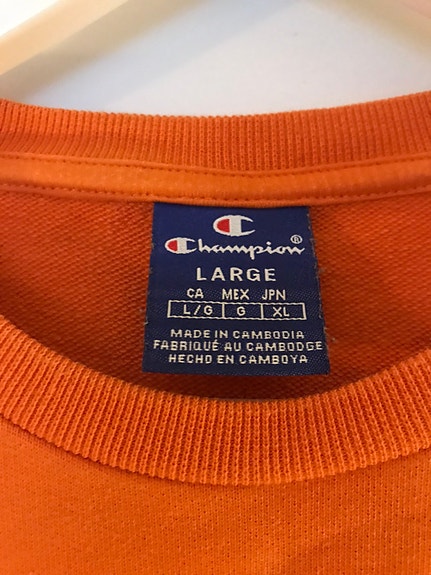 Champion®
LARGE
CA MEX JPN
L/G G XL
MADE IN CAMBODIA
FABRIQUÉ AU CAMBODGE
HECHO EN CAMBOYA